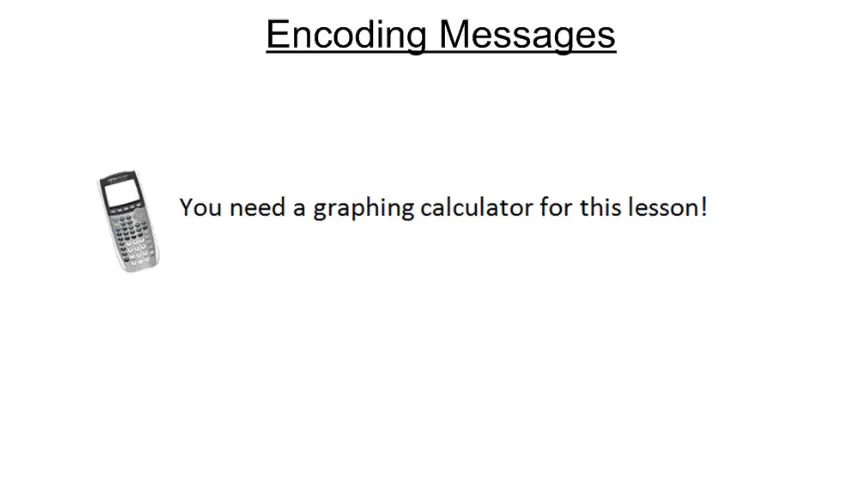 Encoding Messages
You need a graphing calculator for this lesson!